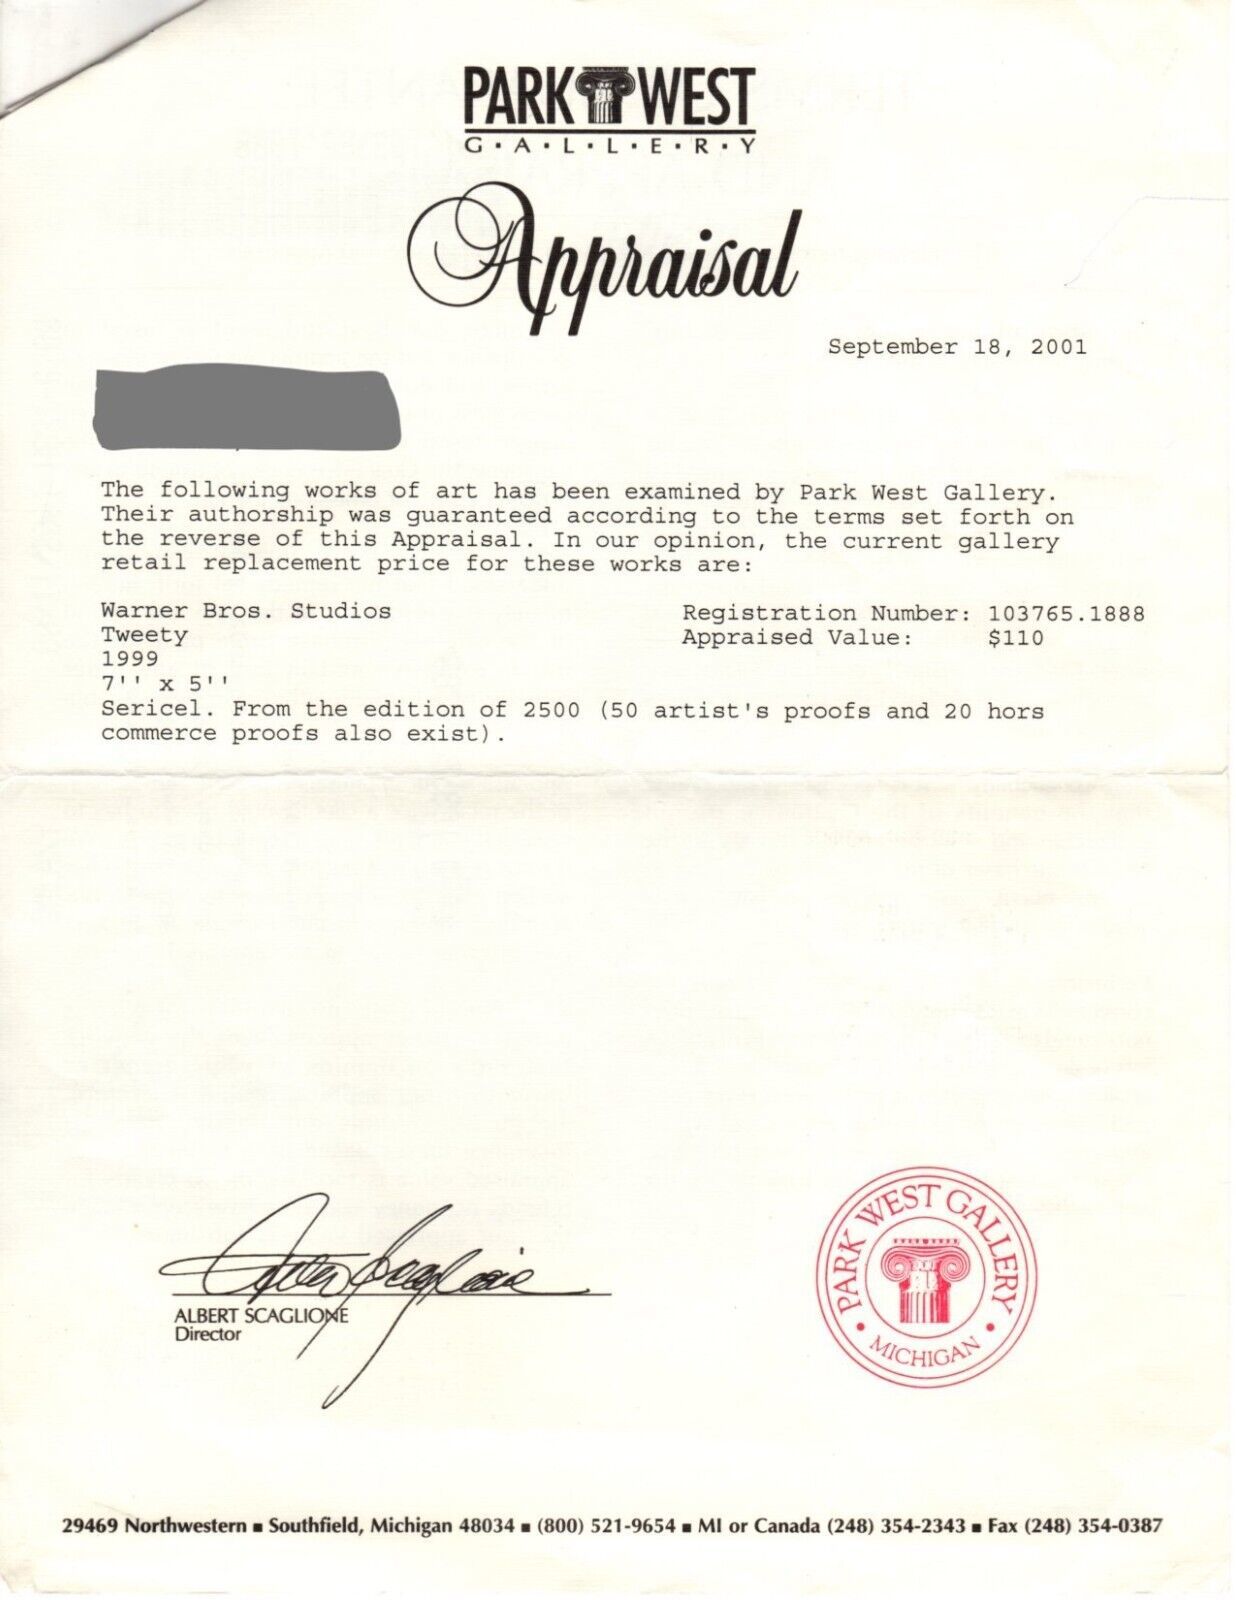 PARK WEST
G·A·L·L·E·R·Y
Appraisal
September 18, 2001
The following works of art has been examined by Park West Gallery.
Their authorship was guaranteed according to the terms set forth on
the reverse of this Appraisal. In our opinion, the current gallery
retail replacement price for these works are:
Warner Bros. Studios
Tweety
1999
7'' x 5''
Sericel. From the edition of 2500 (50 artist's proofs and 20 hors
commerce proofs also exist).
Registration Number: 103765.1888
Appraised Value: $110
ALBERT SCAGLIONE
Director
PARK WEST GALLERY
• MICHIGAN •
29469 Northwestern ■ Southfield, Michigan 48034 ■ (800) 521-9654 ■ MI or Canada (248) 354-2343 ■ Fax (248) 354-0387